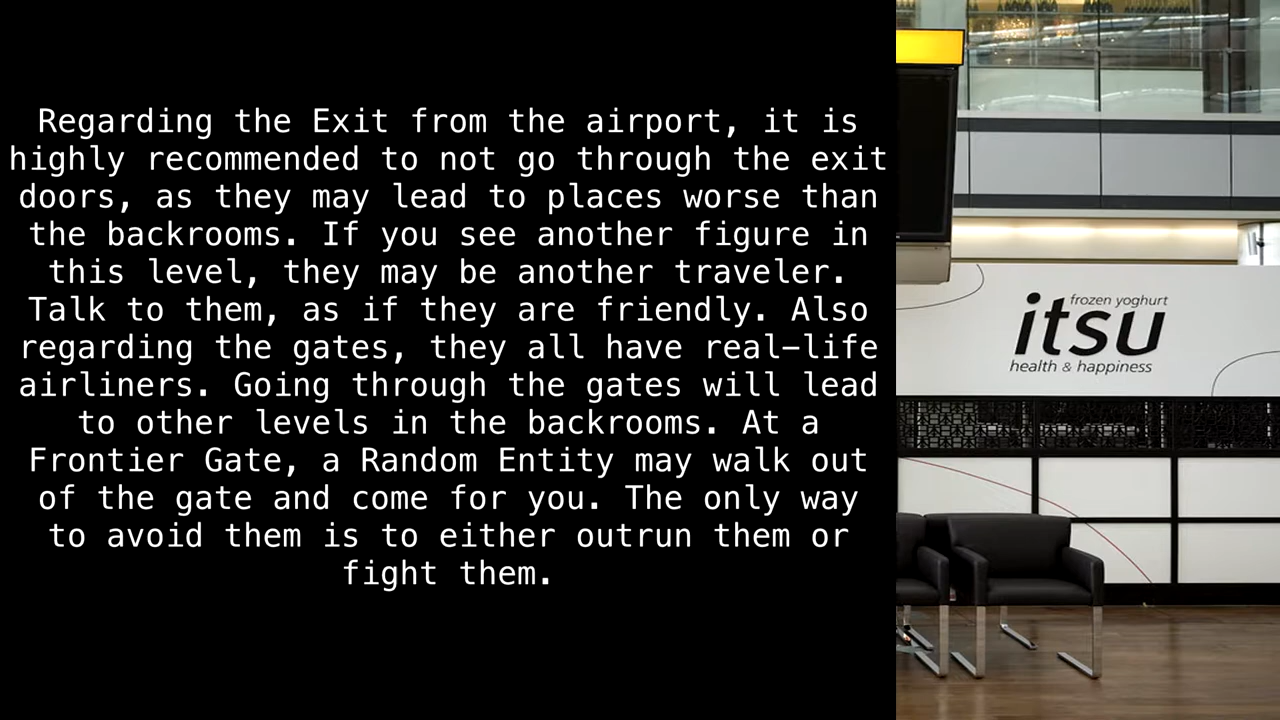 Regarding the Exit from the airport, it is
highly recommended to not go through the exit
doors, as they may lead to places worse than
the backrooms. If you see another figure in
this level, they may be another traveler.
Talk to them, as if they are friendly. Also
regarding the gates, they all have real-life
airliners. Going through the gates will lead
to other levels in the backrooms. At a
Frontier Gate, a Random Entity may walk out
of the gate and come for you. The only way
to avoid them is to either outrun them or
fight them.
frozen yoghurt
itsu
health & happiness